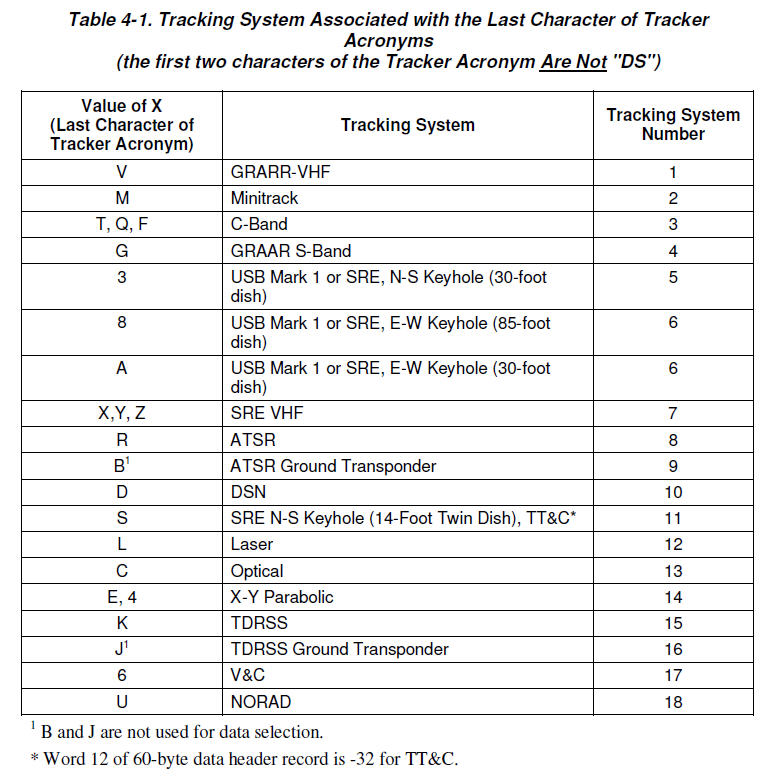 Table 4-1. Tracking System Associated with the Last Character of Tracker
Acronyms
(the first two characters of the Tracker Acronym Are Not "DS")
Value of X
(Last Character of
Tracker Acronym)
Tracking System
Tracking System
Number
V GRARR-VHF 1
M Minitrack 2
T, Q, F C-Band 3
G GRAAR S-Band 4
3 USB Mark 1 or SRE, N-S Keyhole (30-foot 5
dish)
8 USB Mark 1 or SRE, E-W Keyhole (85-foot 6
dish)
A USB Mark 1 or SRE, E-W Keyhole (30-foot 6
dish)
X,Y, Z SRE VHF 7
R ATSR 8
B¹ ATSR Ground Transponder 9
D DSN 10
S SRE N-S Keyhole (14-Foot Twin Dish), TT&C* 11
L Laser 12
C Optical 13
E, 4 X-Y Parabolic 14
K TDRSS 15
J¹ TDRSS Ground Transponder 16
6 V&C 17
U NORAD 18
¹ B and J are not used for data selection.
* Word 12 of 60-byte data header record is -32 for TT&C.